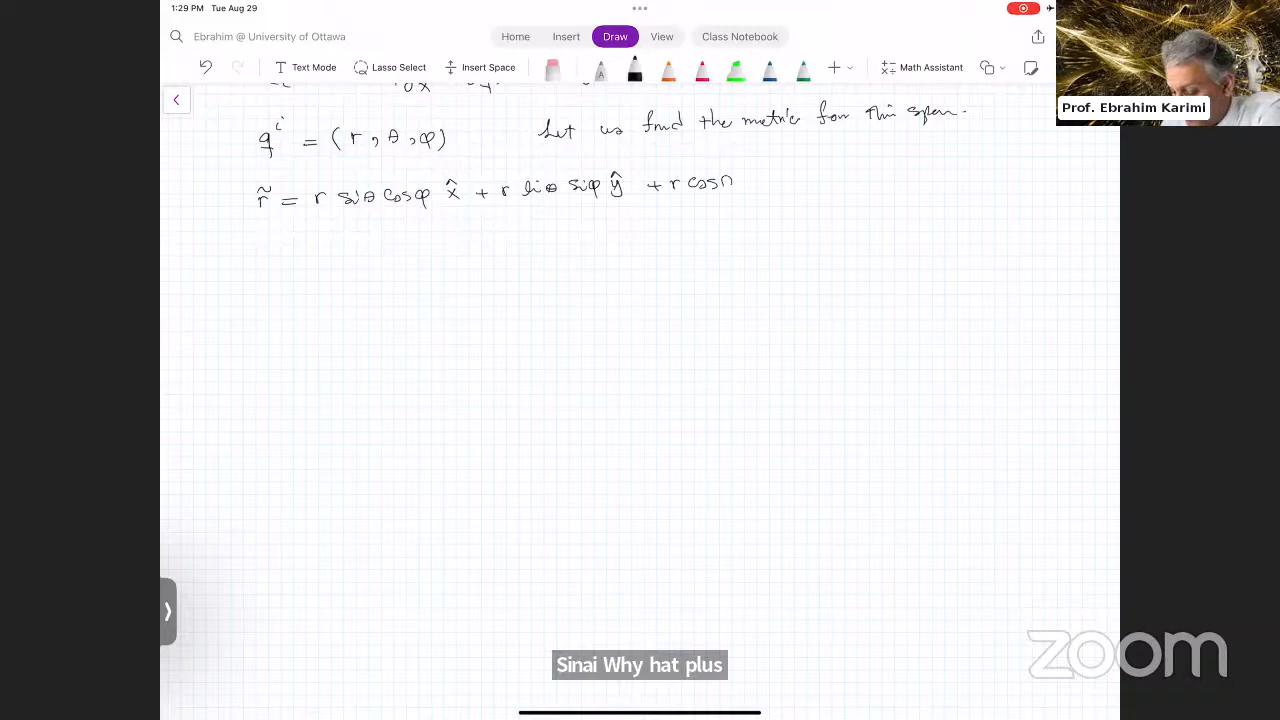 1:29 PM Tue Aug 29
Ebrahim @ University of Ottawa
Home Insert Draw View Class Notebook
Text Mode Lasso Select Insert Space Math Assistant
Prof. Ebrahim Karimi
qⁱ = (r, θ, φ) Let us find the metric for this
r̃ = r sinθ cosφ x̂ + r sinθ sinφ ŷ + r cos
Sinai Why hat plus
zoom